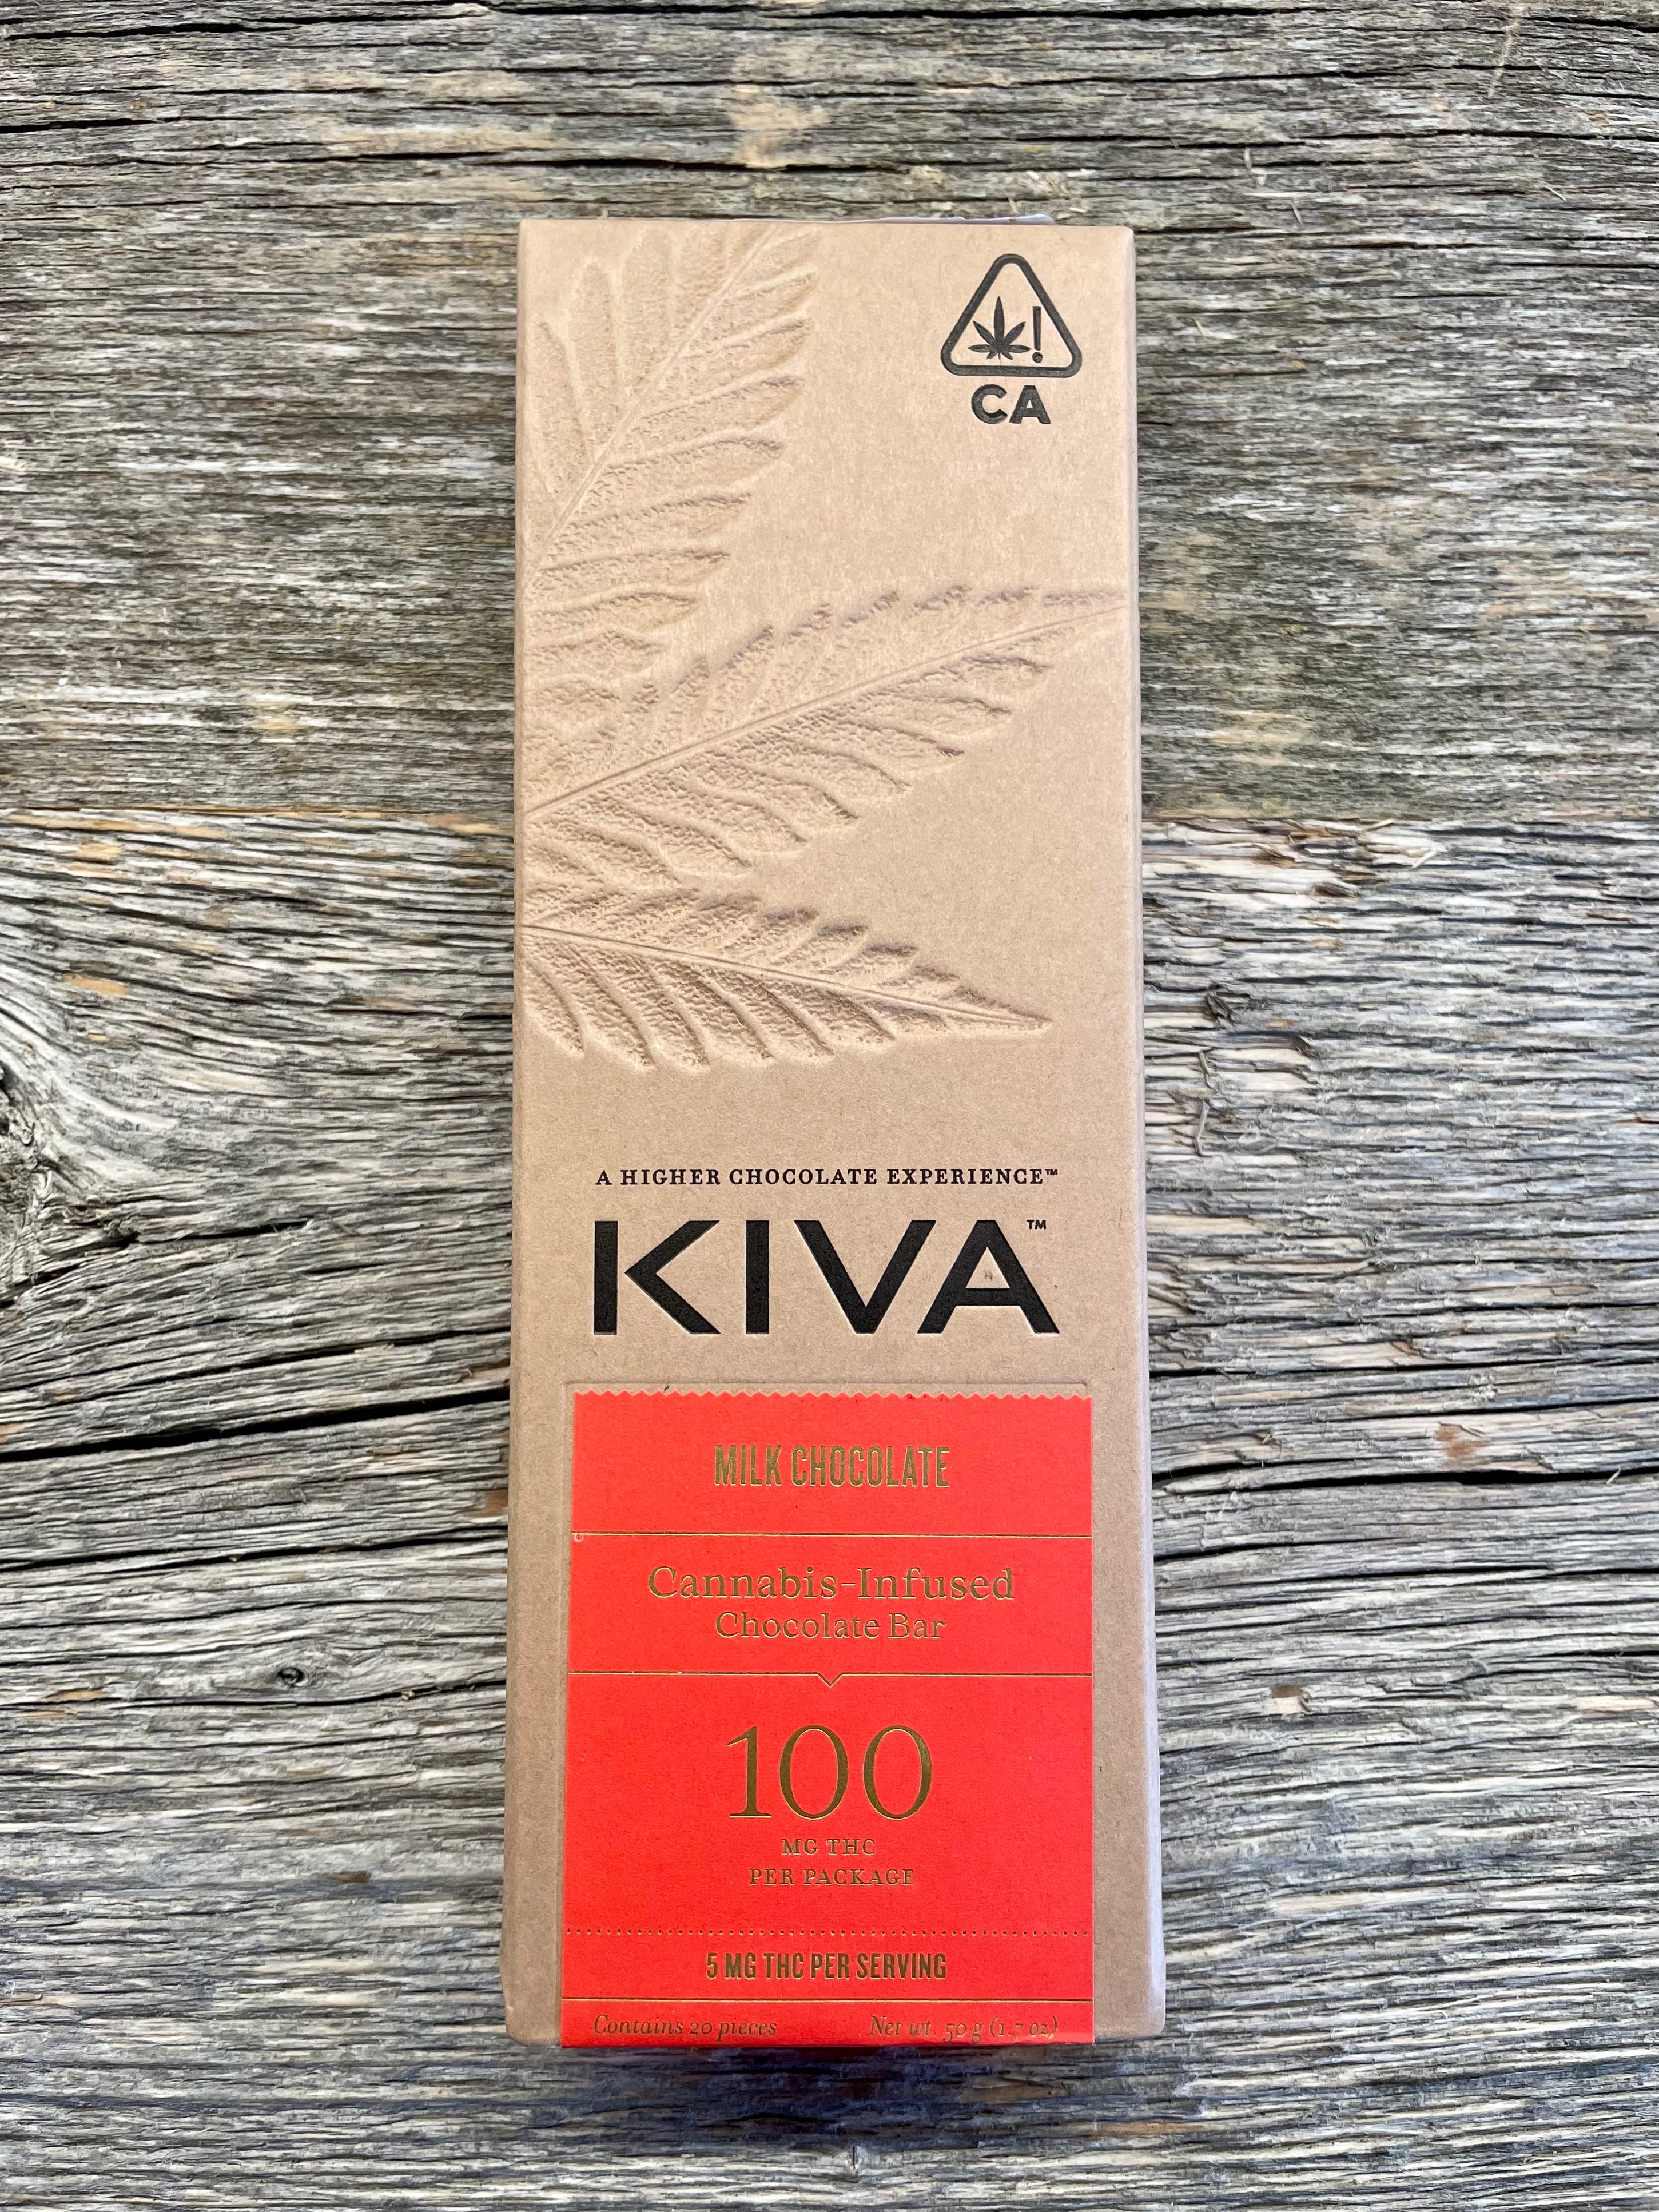 CA
A HIGHER CHOCOLATE EXPERIENCE™
KIVA™
MILK CHOCOLATE
Cannabis-Infused
Chocolate Bar
100
MG THC
PER PACKAGE
5 MG THC PER SERVING
Contains 20 pieces Net wt. 50 g (1.7 oz)